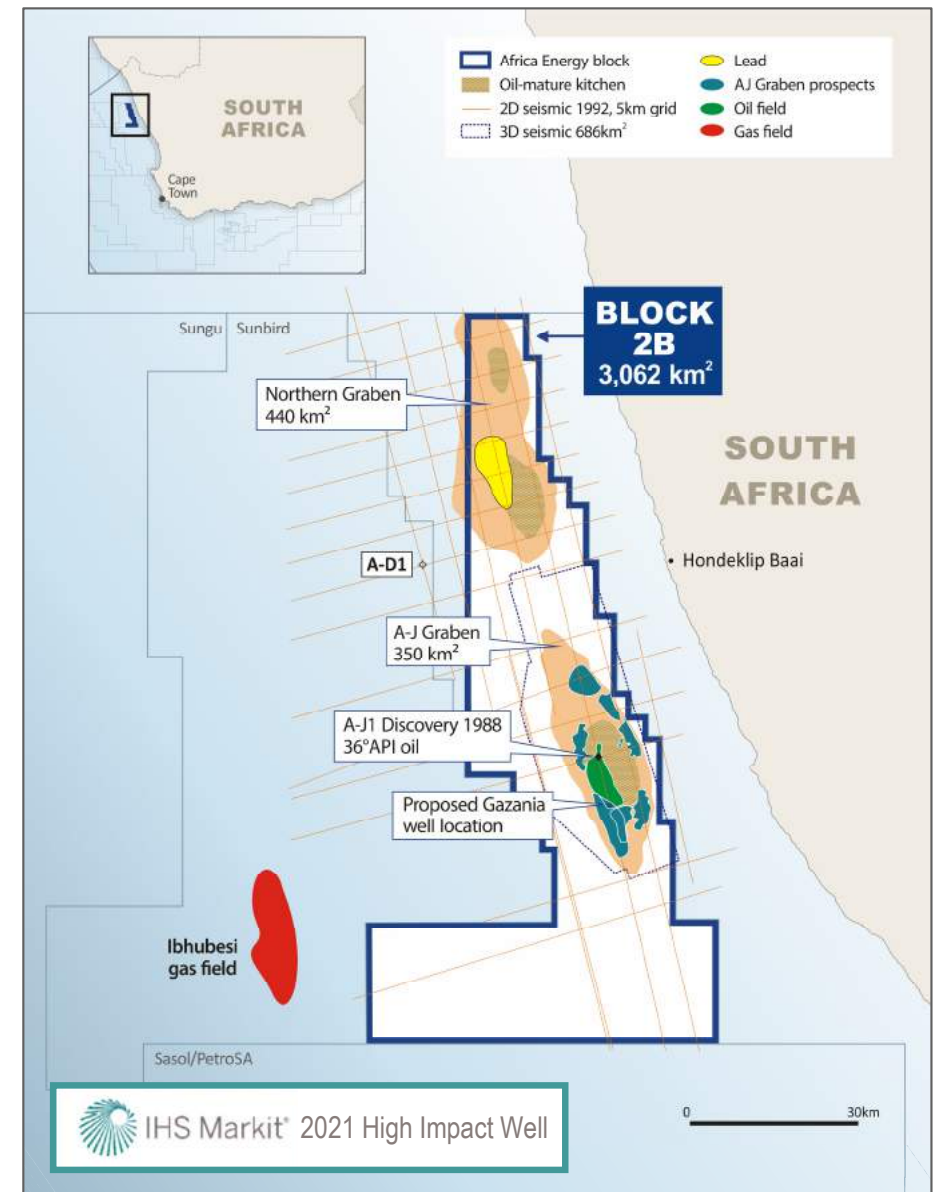 SOUTH
AFRICA
Cape
Town
Africa Energy block
Oil-mature kitchen
2D seismic 1992, 5km grid
3D seismic 686km²
Lead
AJ Graben prospects
Oil field
Gas field
Sungu
Sunbird
BLOCK
2B
3,062 km²
Northern Graben
440 km²
SOUTH
AFRICA
A-D1
Hondeklip Baai
A-J Graben
350 km²
A-J1 Discovery 1988
36°API oil
Proposed Gazania
well location
Ibhubesi
gas field
Sasol/PetroSA
IHS Markit® 2021 High Impact Well
0 30km